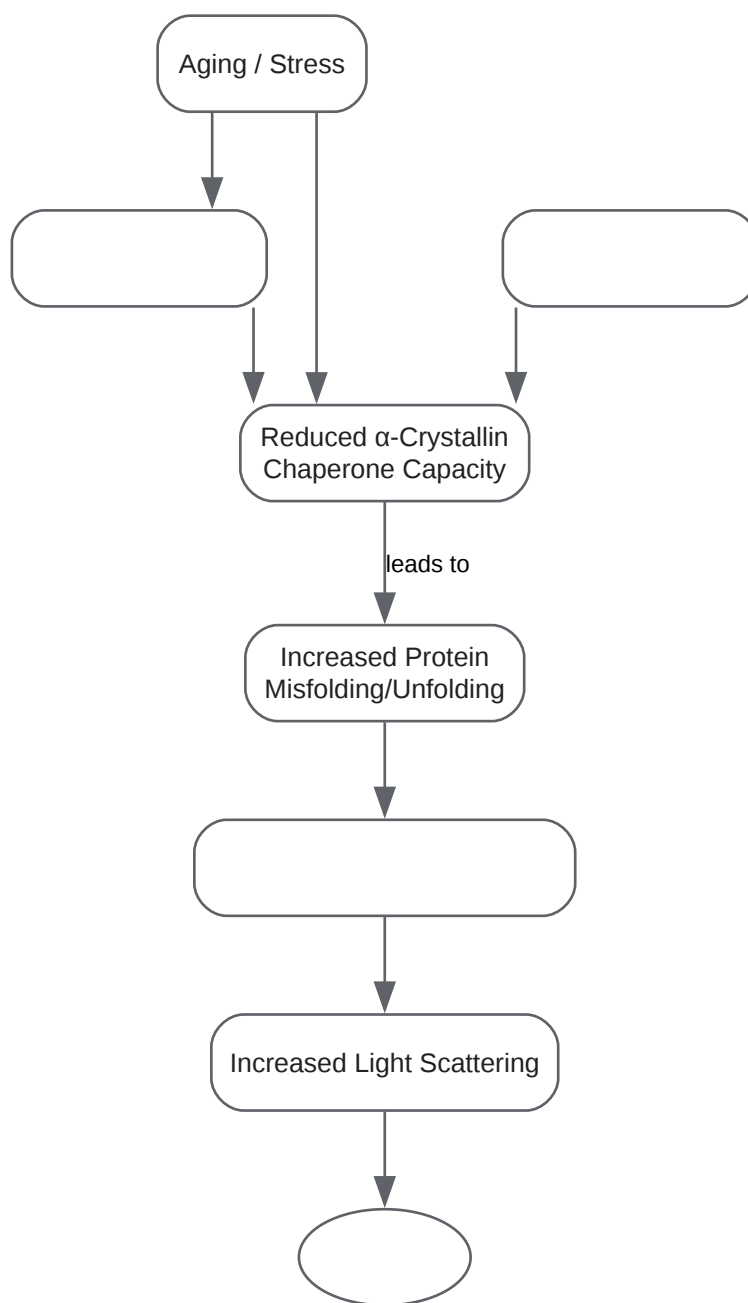 Aging / Stress
Reduced α-Crystallin
Chaperone Capacity
leads to
Increased Protein
Misfolding/Unfolding
Increased Light Scattering